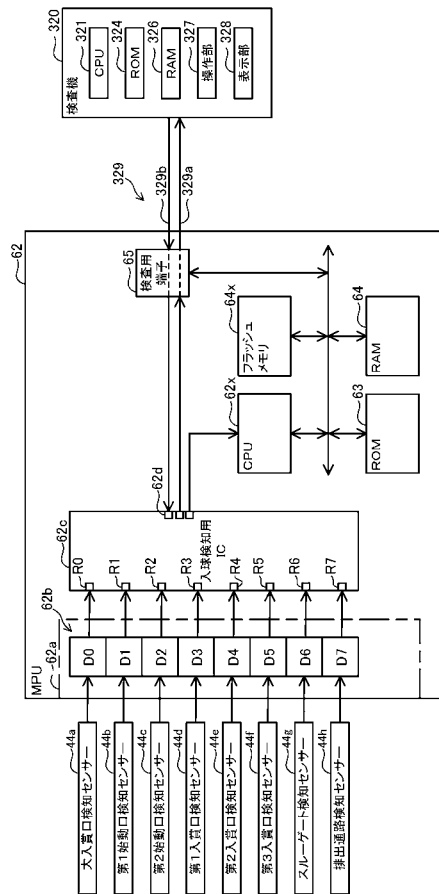 大入賞口検知センサー
44a
第1始動口検知センサー
44b
第2始動口検知センサー
44c
第1入賞口検知センサー
44d
第2入賞口検知センサー
44e
第3入賞口検知センサー
44f
スルーゲート検知センサー
44g
排出通路検知センサー
44h
MPU
62a
62b
62
D0
D1
D2
D3
D4
D5
D6
D7
R0
R1
R2
R3
R4
R5
R6
R7
62c
入球検知用
IC
62d
CPU
62x
フラッシュ
メモリ
64x
ROM
63
RAM
64
65
検査用
端子
329
329b
329a
検査機
320
CPU
321
ROM
324
RAM
326
操作部
327
表示部
328